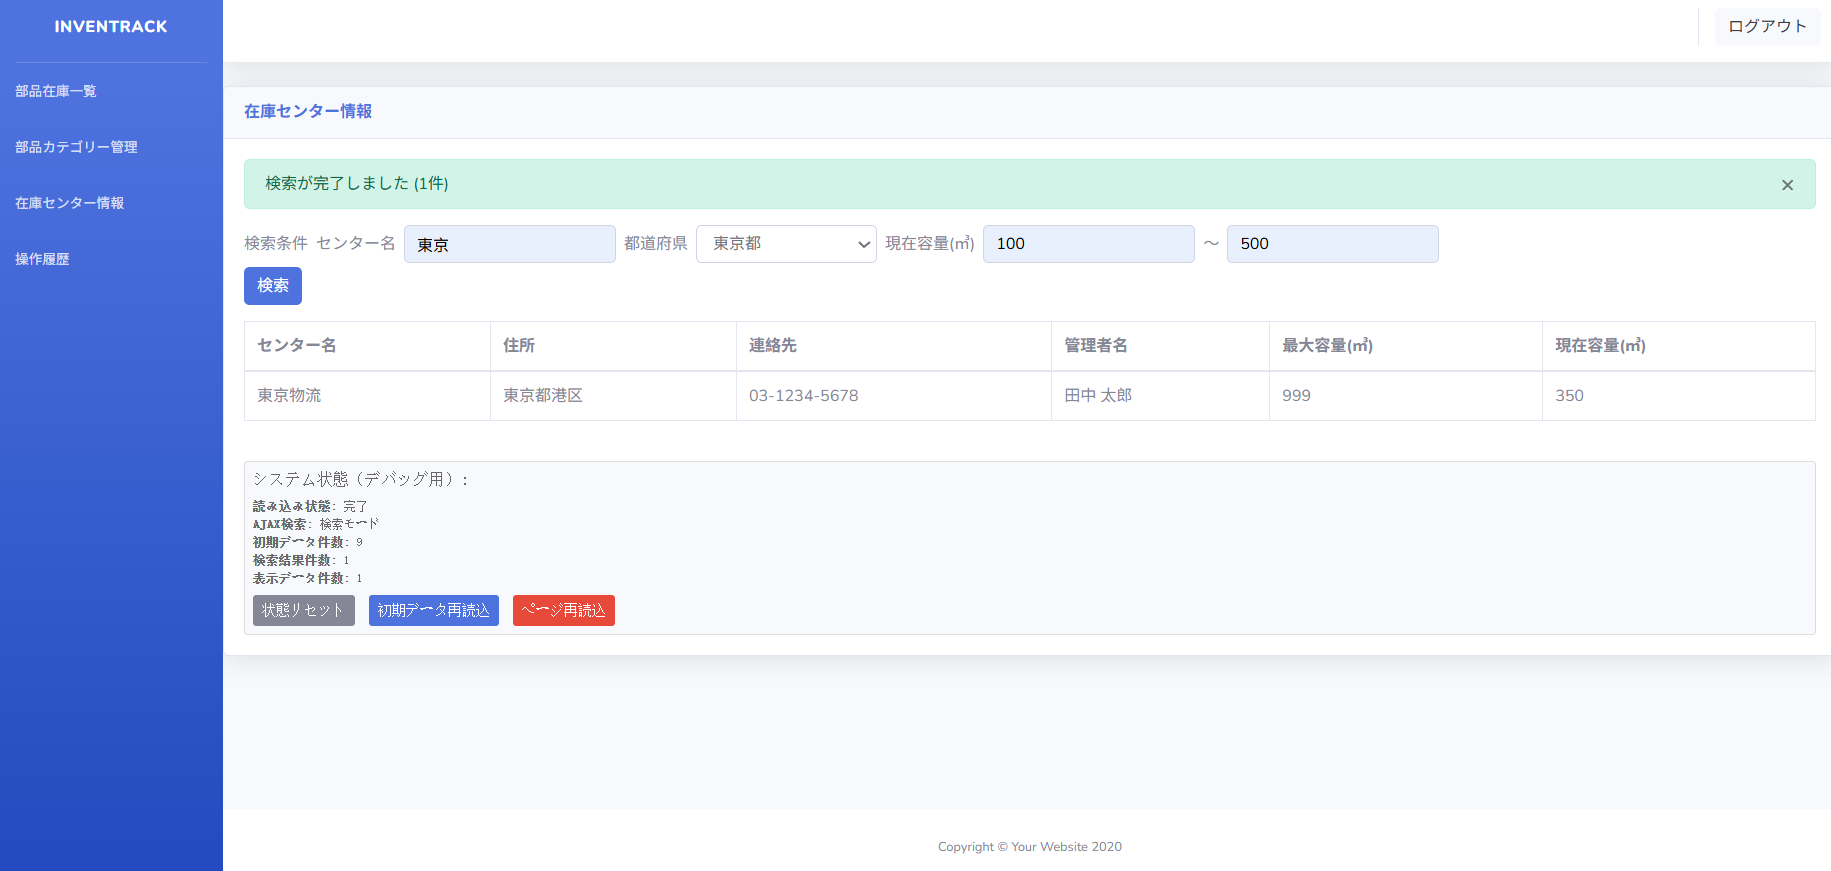 INVENTRACK
ログアウト
部品在庫一覧
部品カテゴリー管理
在庫センター情報
操作履歴
在庫センター情報
検索が完了しました (1件)
×
検索条件 センター名 東京 都道府県 東京都 現在容量(㎥) 100 ～ 500
検索
センター名 住所 連絡先 管理者名 最大容量(㎥) 現在容量(㎥)
東京物流 東京都港区 03-1234-5678 田中 太郎 999 350
システム状態（デバッグ用）:
読み込み状態: 完了
AJAX検索: 検索モード
初期データ件数: 9
検索結果件数: 1
表示データ件数: 1
状態リセット 初期データ再読込 ページ再読込
Copyright © Your Website 2020